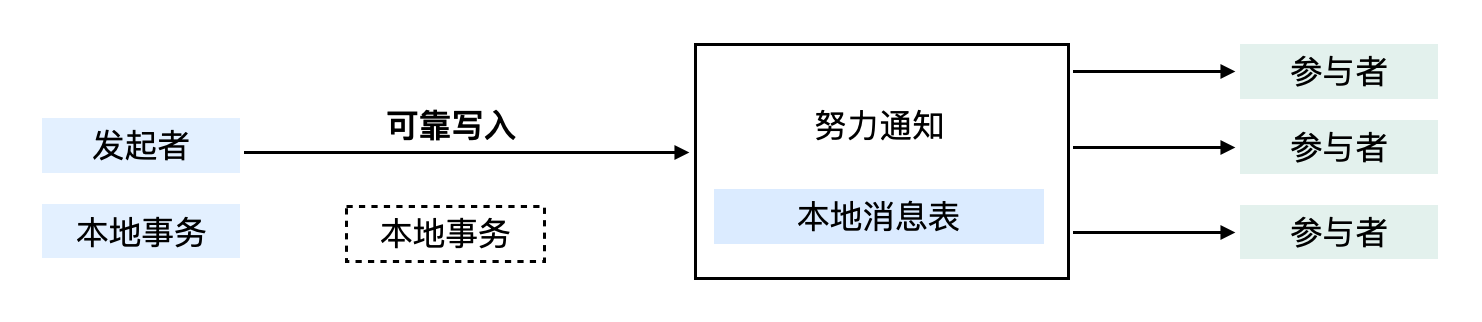 发起者
本地事务
可靠写入
本地事务
努力通知
本地消息表
参与者
参与者
参与者